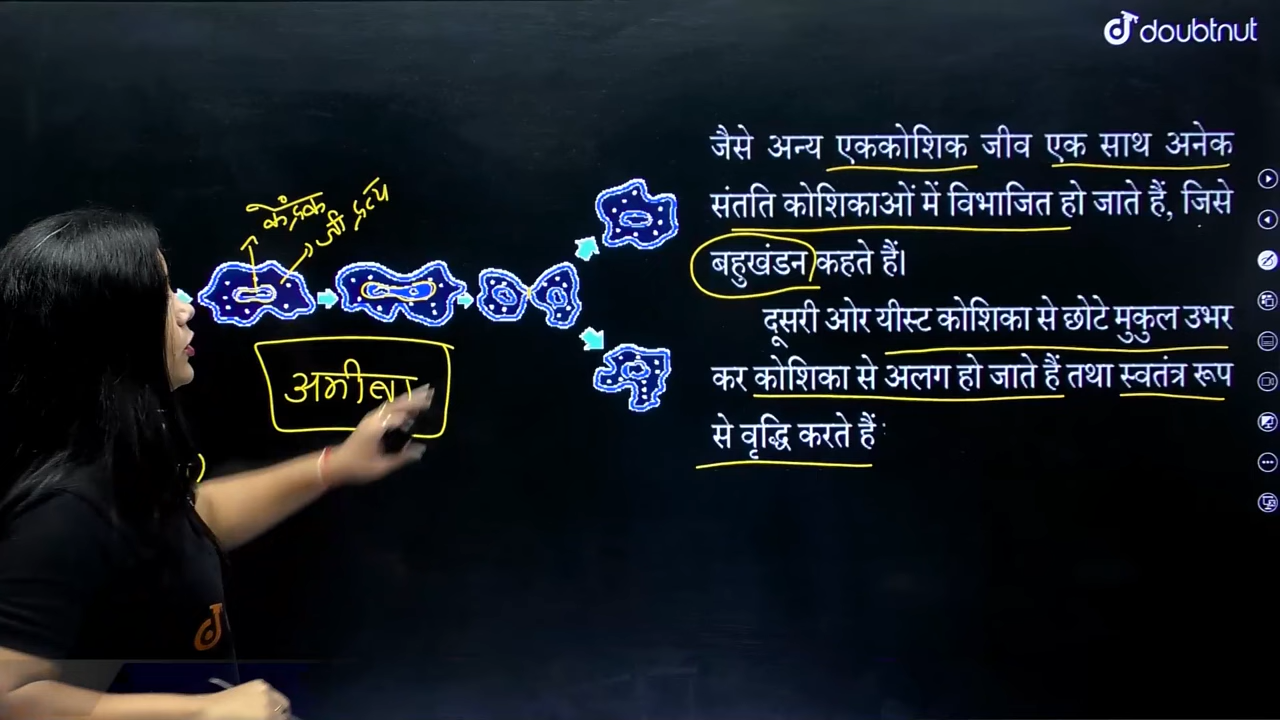 doubtnut
जैसे अन्य एककोशिक जीव एक साथ अनेक
संतति कोशिकाओं में विभाजित हो जाते हैं, जिसे
बहुखंडन कहते हैं।
दूसरी ओर यीस्ट कोशिका से छोटे मुकुल उभर
कर कोशिका से अलग हो जाते हैं तथा स्वतंत्र रूप
से वृद्धि करते हैं
केंद्रक
जीव द्रव्य
अमीबा